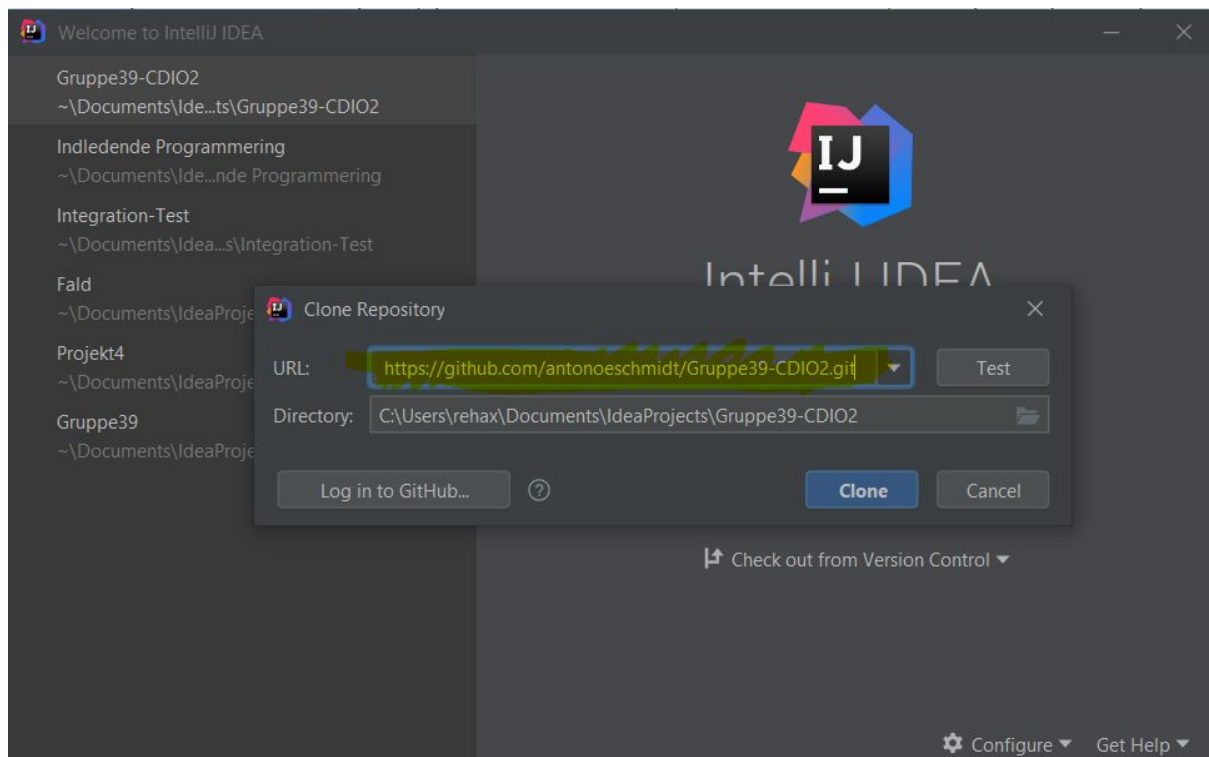 Welcome to IntelliJ IDEA
Gruppe39-CDIO2
~\Documents\Ide...ts\Gruppe39-CDIO2
Indledende Programmering
~\Documents\Ide...nde Programmering
Integration-Test
~\Documents\Idea...s\Integration-Test
Fald
~\Documents\IdeaProje
Projekt4
~\Documents\IdeaProje
Gruppe39
~\Documents\IdeaProje
IJ
IntelliJ IDEA
Clone Repository
URL: https://github.com/antonoeschmidt/Gruppe39-CDIO2.git Test
Directory: C:\Users\rehax\Documents\IdeaProjects\Gruppe39-CDIO2
Log in to GitHub... ? Clone Cancel
Check out from Version Control
Configure Get Help